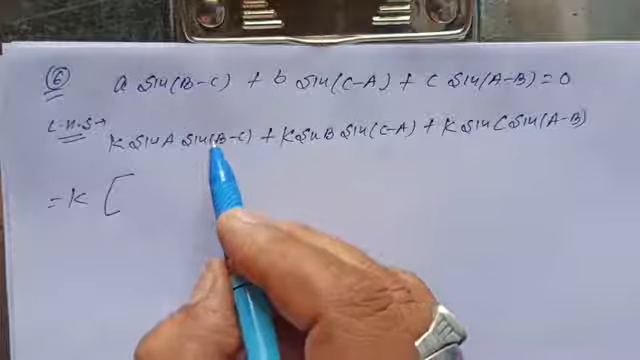 ⑥ a sin(B-C) + b sin(C-A) + c sin(A-B) = 0
L.H.S → K sinA sin(B-C) + K sinB sin(C-A) + K sinC sin(A-B)
= K [